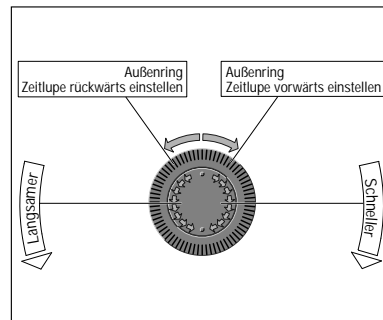 Außenring
Zeitlupe rückwärts einstellen
Außenring
Zeitlupe vorwärts einstellen
Langsamer
Schneller